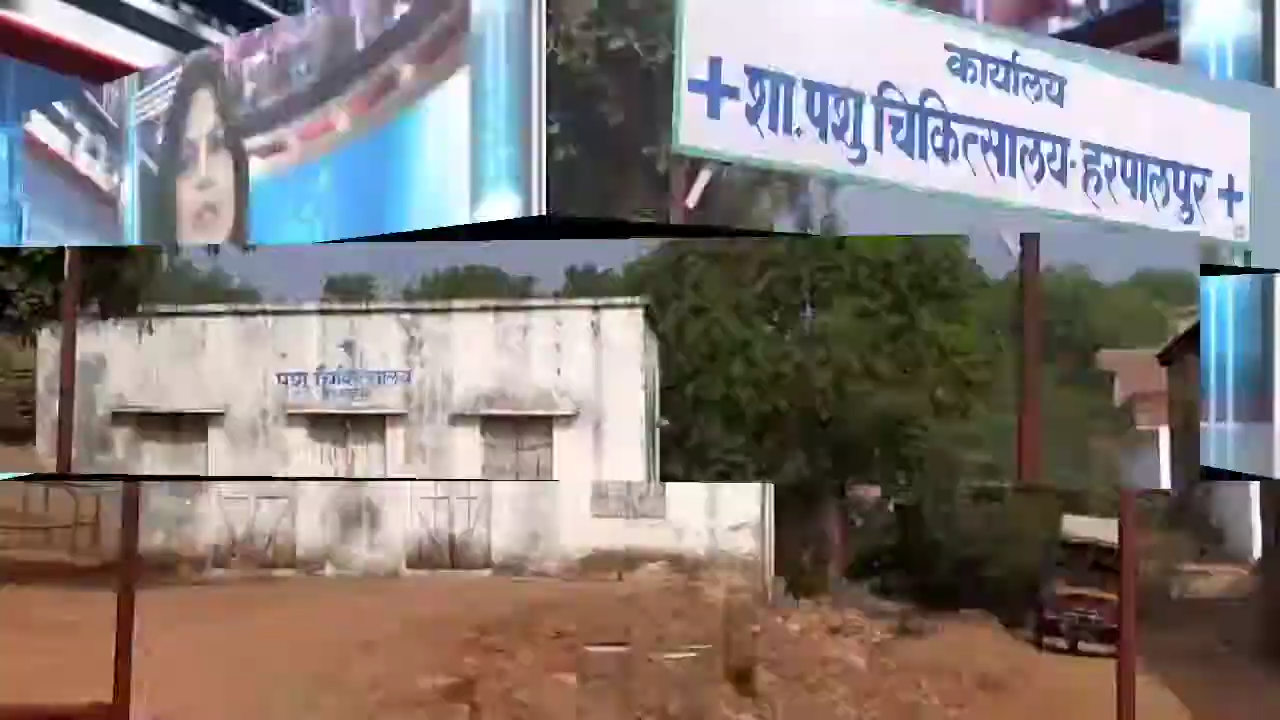 कार्यालय
+ शा. पशु चिकित्सालय-हरपालपुर +
पशु चिकित्सालय